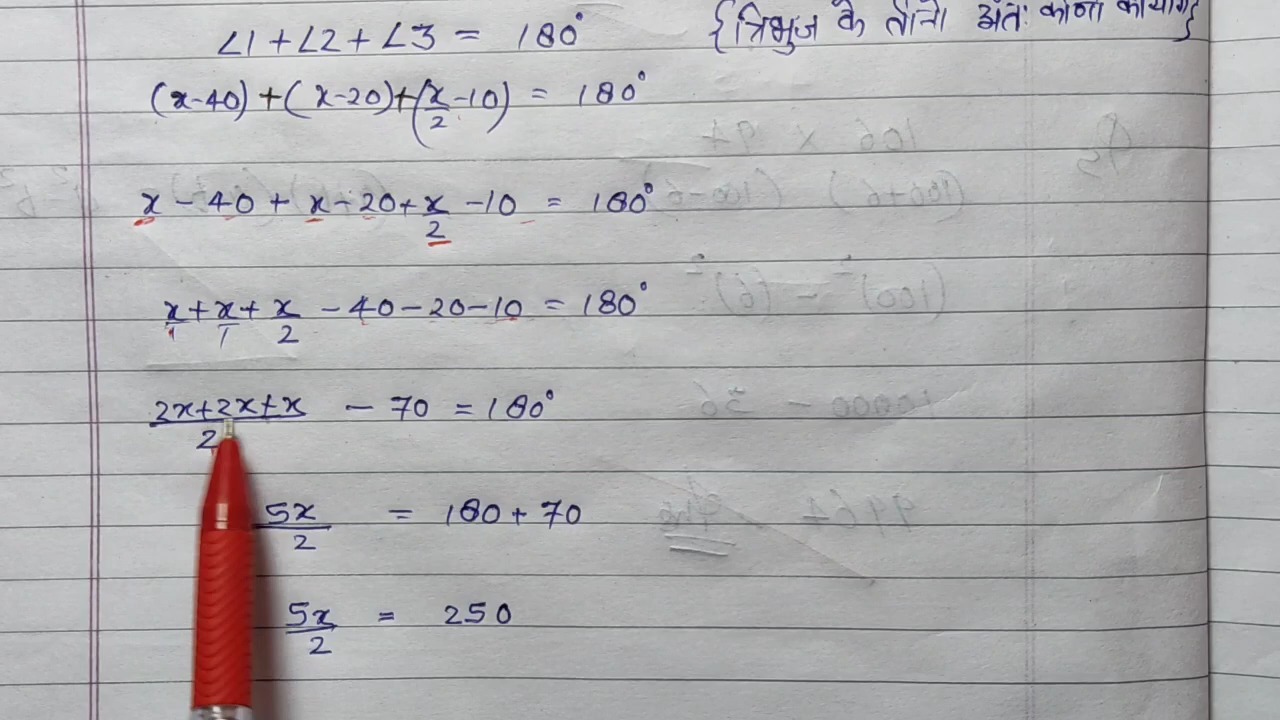 ∠1 + ∠2 + ∠3 = 180° {त्रिभुज के तीनो अंतः कोनो का योग}
(x-40) + (x-20) + (x/2 -10) = 180°
x - 40 + x - 20 + x/2 - 10 = 180°
x/1 + x/1 + x/2 - 40 - 20 - 10 = 180°
2x+2x+x/2 - 70 = 180°
5x/2 = 180 + 70
5x/2 = 250